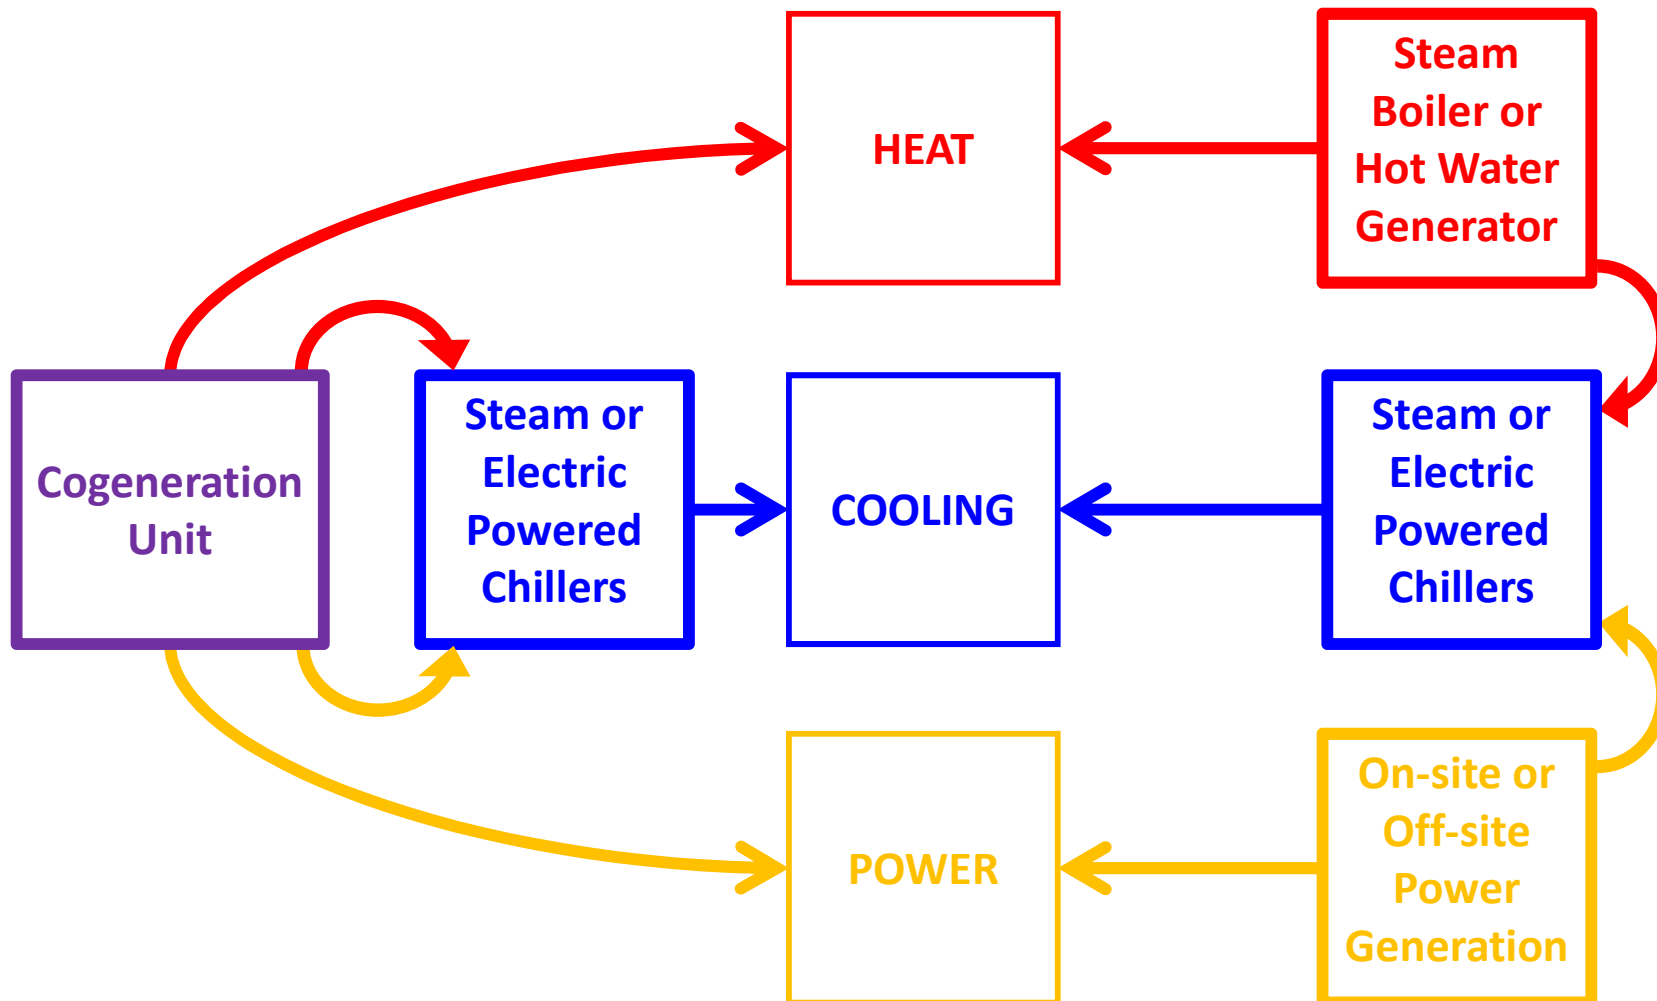 HEAT
Steam
Boiler or
Hot Water
Generator
Cogeneration
Unit
Steam or
Electric
Powered
Chillers
COOLING
Steam or
Electric
Powered
Chillers
POWER
On-site or
Off-site
Power
Generation